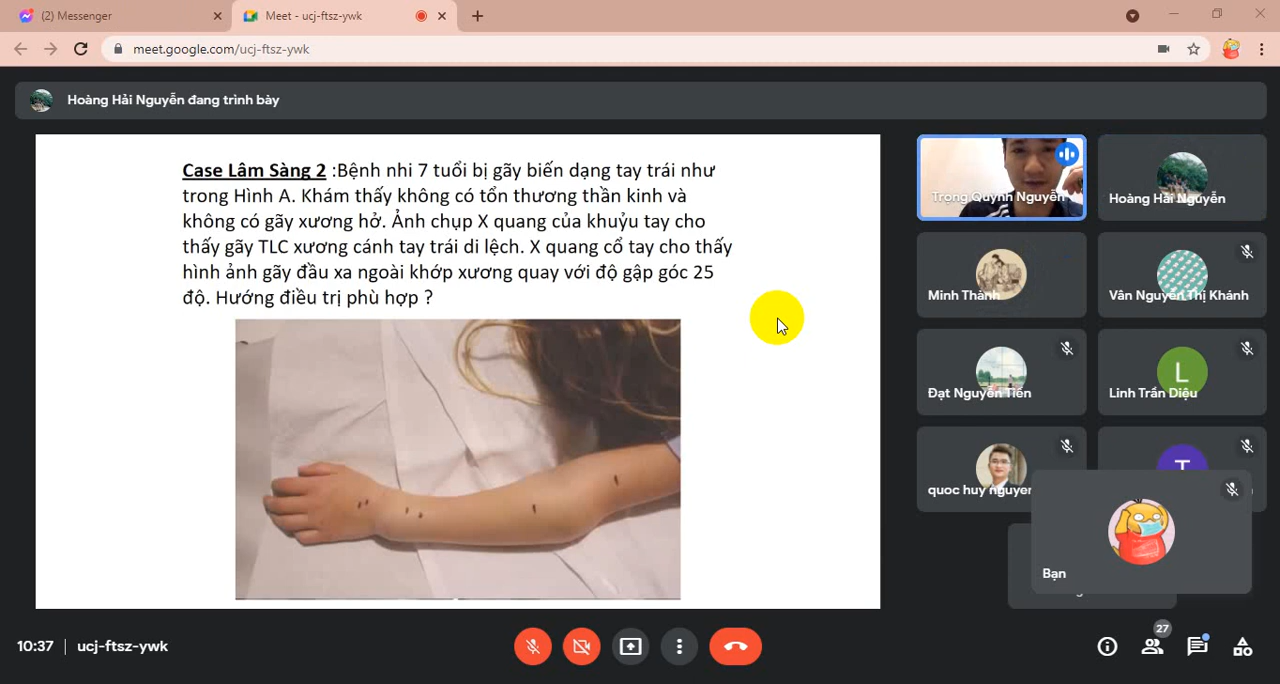 (2) Messenger
Meet - ucj-ftsz-ywk
meet.google.com/ucj-ftsz-ywk
Hoàng Hải Nguyễn đang trình bày
Case Lâm Sàng 2 :Bệnh nhi 7 tuổi bị gãy biến dạng tay trái như
trong Hình A. Khám thấy không có tổn thương thần kinh và
không có gãy xương hở. Ảnh chụp X quang của khuỷu tay cho
thấy gãy TLC xương cánh tay trái di lệch. X quang cổ tay cho thấy
hình ảnh gãy đầu xa ngoài khớp xương quay với độ gập góc 25
độ. Hướng điều trị phù hợp ?
Trọng Quỳnh Nguyễn
Hoàng Hải Nguyễn
Minh Thành
Vân Nguyễn Thị Khánh
Đạt Nguyễn Tiến
L
Linh Trần Diệu
quoc huy nguyen
T
Bạn
10:37
ucj-ftsz-ywk
27